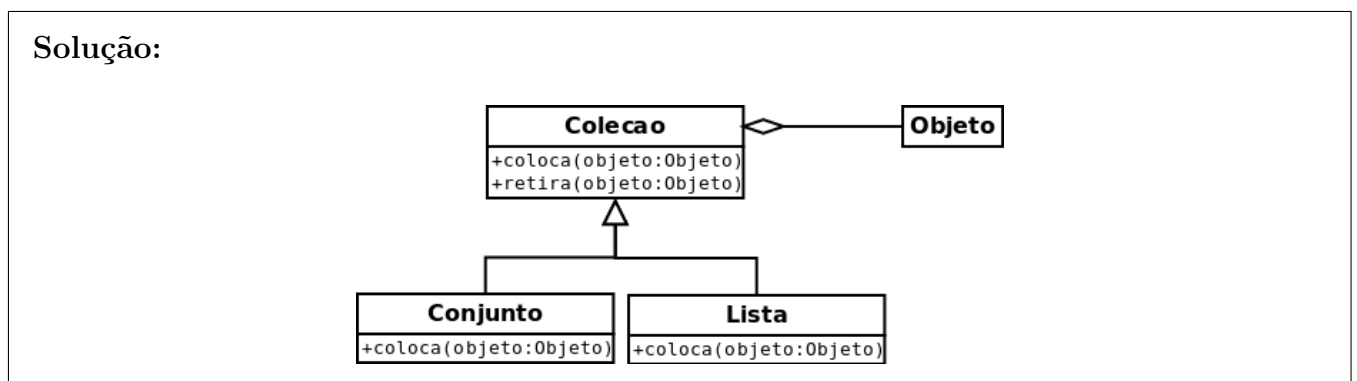 Solução:
Colecao
Objeto
+coloca(objeto:Objeto)
+retira(objeto:Objeto)
Conjunto
Lista
+coloca(objeto:Objeto)
+coloca(objeto:Objeto)